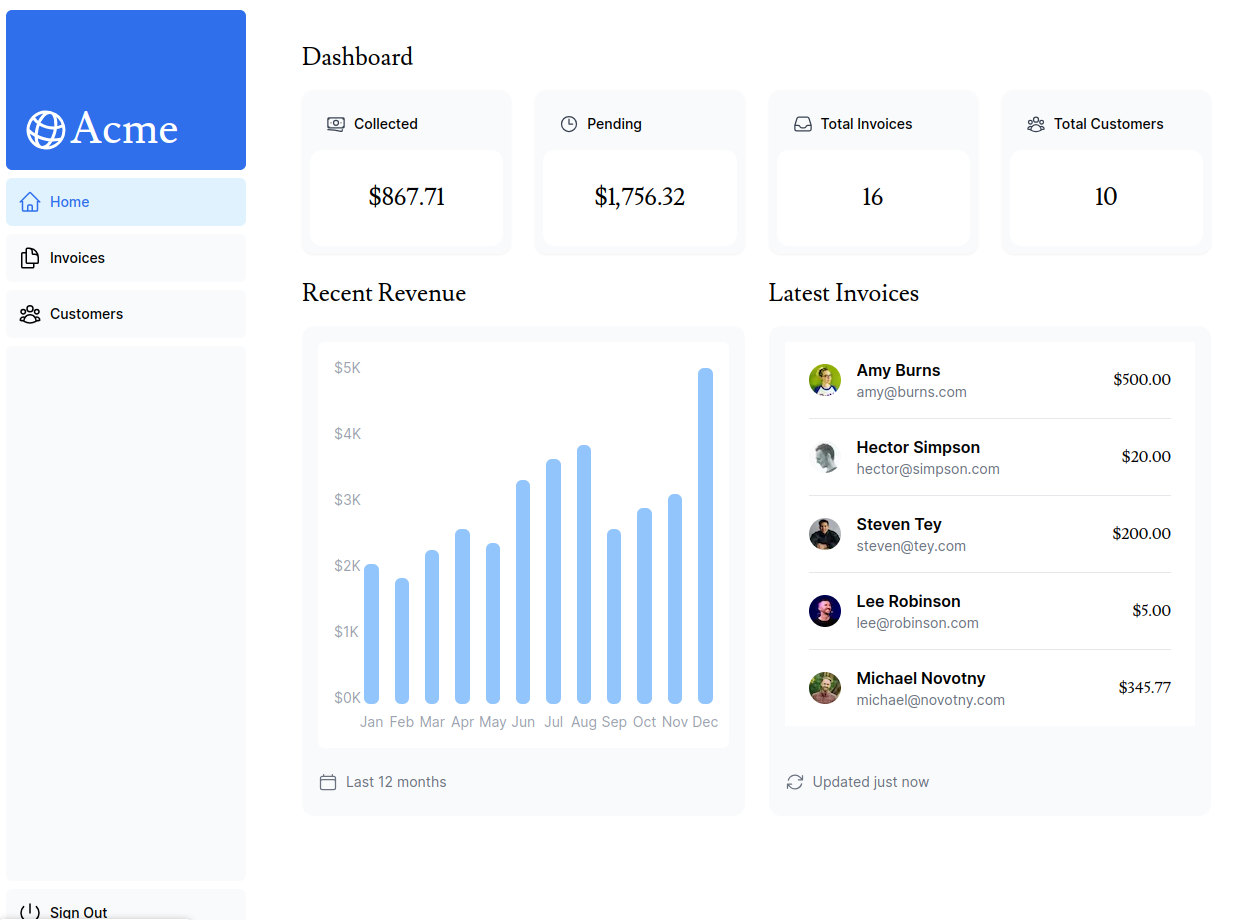 Acme
Home
Invoices
Customers
Sign Out
Dashboard
Collected
$867.71
Pending
$1,756.32
Total Invoices
16
Total Customers
10
Recent Revenue
$5K
$4K
$3K
$2K
$1K
$0K
Jan Feb Mar Apr May Jun Jul Aug Sep Oct Nov Dec
Last 12 months
Latest Invoices
Amy Burns
amy@burns.com
$500.00
Hector Simpson
hector@simpson.com
$20.00
Steven Tey
steven@tey.com
$200.00
Lee Robinson
lee@robinson.com
$5.00
Michael Novotny
michael@novotny.com
$345.77
Updated just now